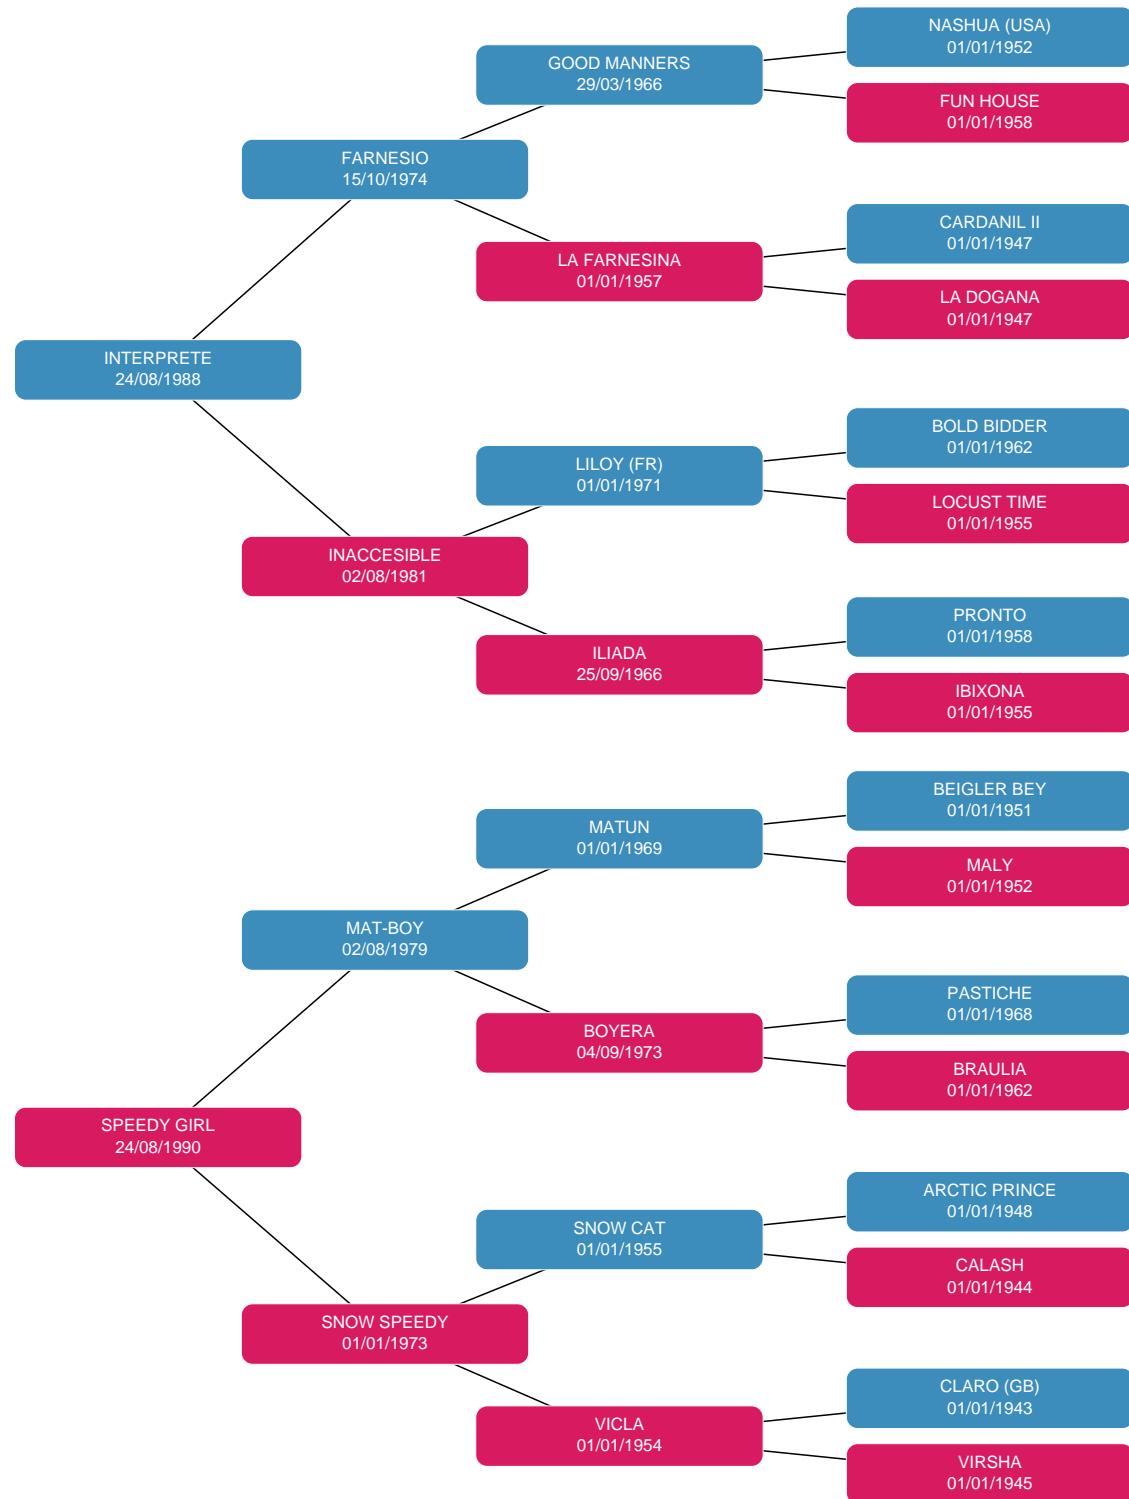 NASHUA (USA)
01/01/1952
GOOD MANNERS
29/03/1966
FUN HOUSE
01/01/1958
FARNESIO
15/10/1974
CARDANIL II
01/01/1947
LA FARNESINA
01/01/1957
LA DOGANA
01/01/1947
INTERPRETE
24/08/1988
BOLD BIDDER
01/01/1962
LILOY (FR)
01/01/1971
LOCUST TIME
01/01/1955
INACCESIBLE
02/08/1981
PRONTO
01/01/1958
ILIADA
25/09/1966
IBIXONA
01/01/1955
BEIGLER BEY
01/01/1951
MATUN
01/01/1969
MALY
01/01/1952
MAT-BOY
02/08/1979
PASTICHE
01/01/1968
BOYERA
04/09/1973
BRAULIA
01/01/1962
SPEEDY GIRL
24/08/1990
ARCTIC PRINCE
01/01/1948
SNOW CAT
01/01/1955
CALASH
01/01/1944
SNOW SPEEDY
01/01/1973
CLARO (GB)
01/01/1943
VICLA
01/01/1954
VIRSHA
01/01/1945